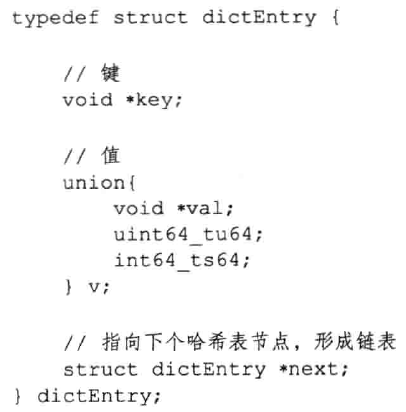 typedef struct dictEntry {
    // 键
    void *key;
    // 值
    union{
        void *val;
        uint64_tu64;
        int64_ts64;
    } v;
    // 指向下个哈希表节点，形成链表
    struct dictEntry *next;
} dictEntry;